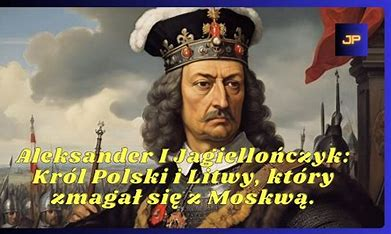 JP
Aleksander I Jagiellończyk:
Król Polski i Litwy, który
zmagał się z Moskwą.